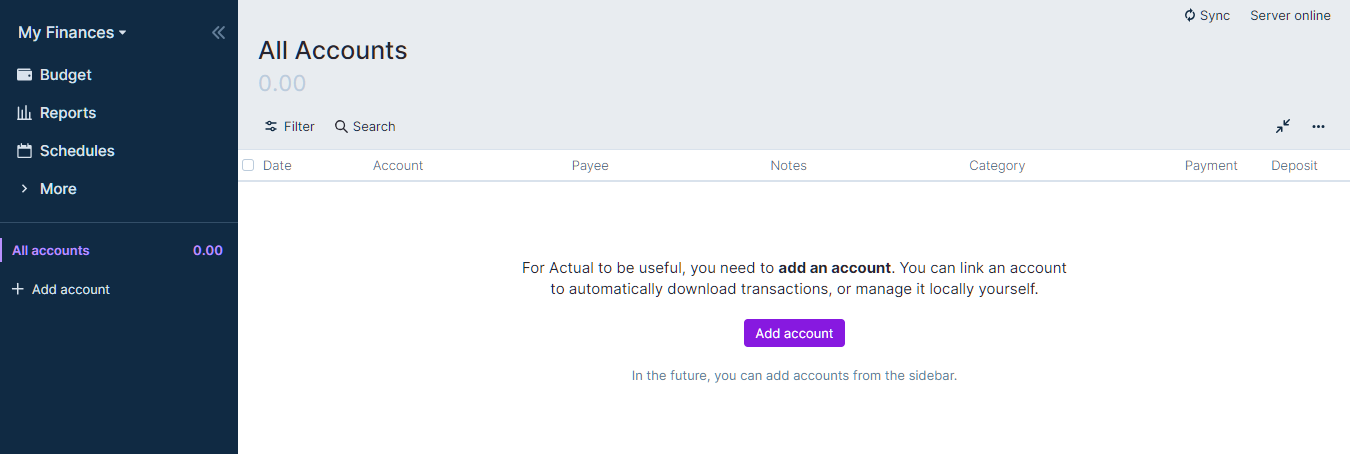 My Finances
Budget
Reports
Schedules
More
All accounts 0.00
Add account
Sync Server online
All Accounts
0.00
Filter Search
Date Account Payee Notes Category Payment Deposit
For Actual to be useful, you need to add an account. You can link an account
to automatically download transactions, or manage it locally yourself.
Add account
In the future, you can add accounts from the sidebar.